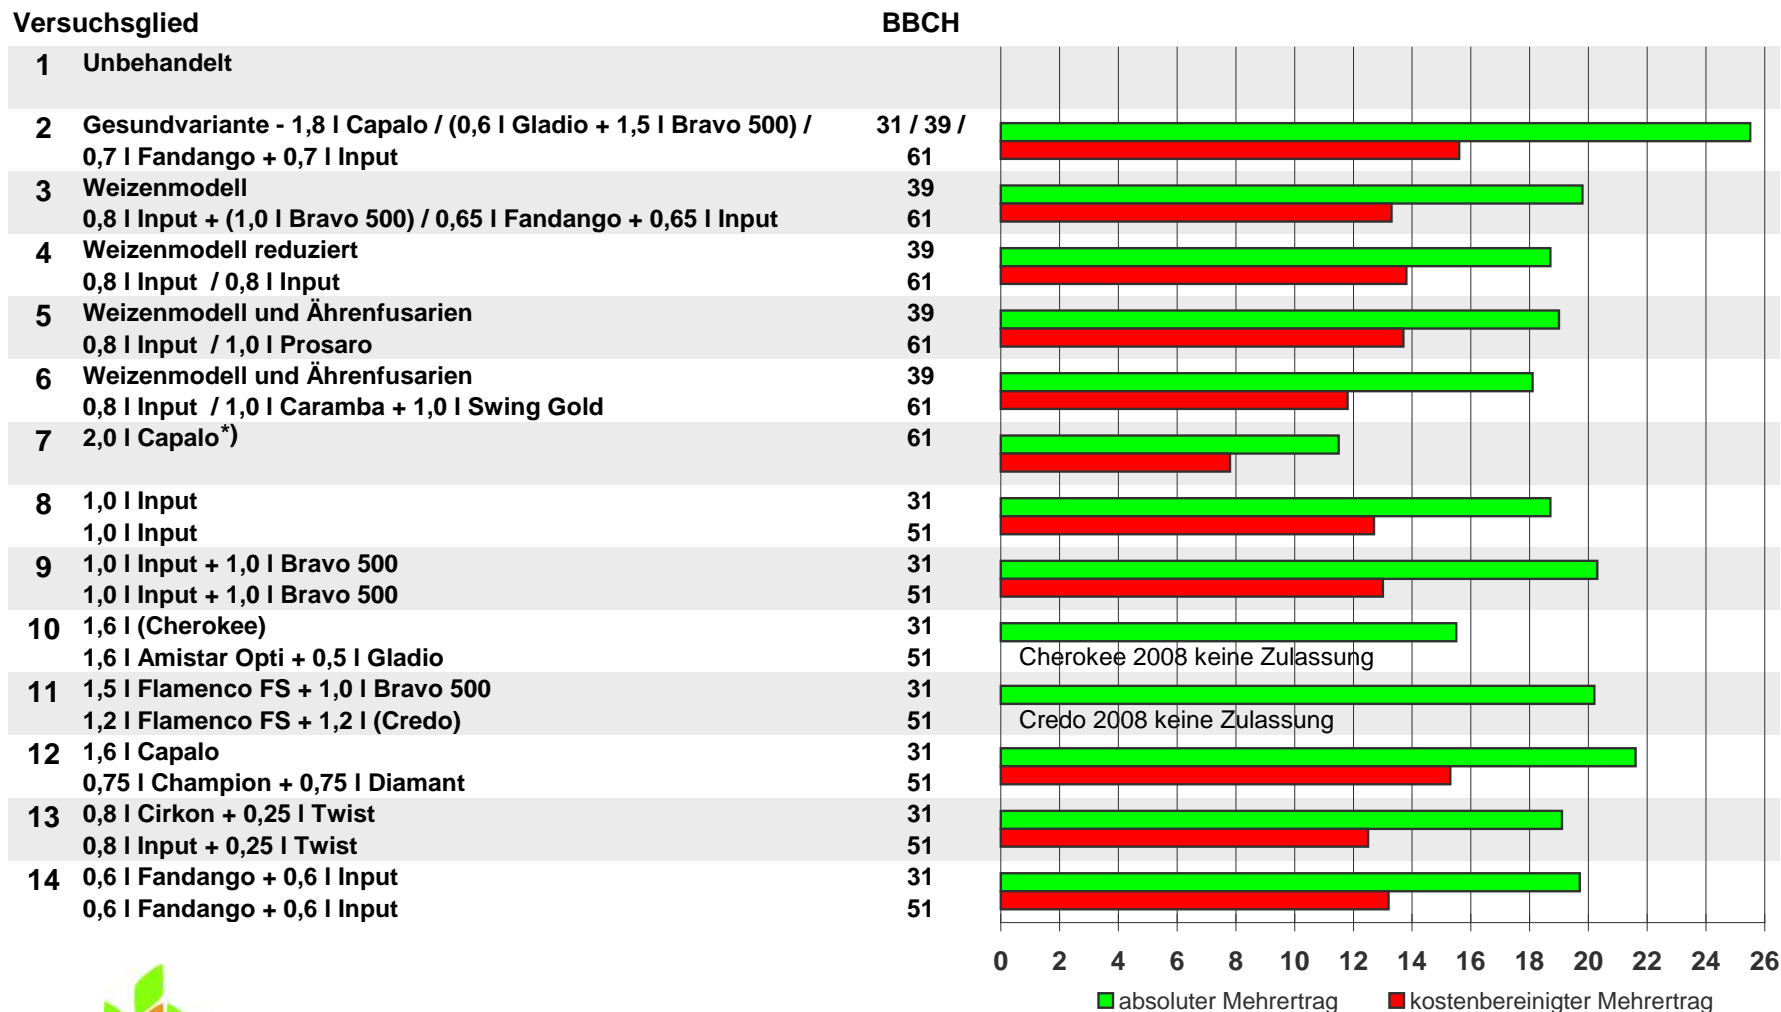 Versuchsglied BBCH
1 Unbehandelt
2 Gesundvariante - 1,8 l Capalo / (0,6 l Gladio + 1,5 l Bravo 500) / 31 / 39 /
0,7 l Fandango + 0,7 l Input 61
3 Weizenmodell 39
0,8 l Input + (1,0 l Bravo 500) / 0,65 l Fandango + 0,65 l Input 61
4 Weizenmodell reduziert 39
0,8 l Input / 0,8 l Input 61
5 Weizenmodell und Ährenfusarien 39
0,8 l Input / 1,0 l Prosaro 61
6 Weizenmodell und Ährenfusarien 39
0,8 l Input / 1,0 l Caramba + 1,0 l Swing Gold 61
7 2,0 l Capalo*) 61
8 1,0 l Input 31
1,0 l Input 51
9 1,0 l Input + 1,0 l Bravo 500 31
1,0 l Input + 1,0 l Bravo 500 51
10 1,6 l (Cherokee) 31
1,6 l Amistar Opti + 0,5 l Gladio 51 Cherokee 2008 keine Zulassung
11 1,5 l Flamenco FS + 1,0 l Bravo 500 31
1,2 l Flamenco FS + 1,2 l (Credo) 51 Credo 2008 keine Zulassung
12 1,6 l Capalo 31
0,75 l Champion + 0,75 l Diamant 51
13 0,8 l Cirkon + 0,25 l Twist 31
0,8 l Input + 0,25 l Twist 51
14 0,6 l Fandango + 0,6 l Input 31
0,6 l Fandango + 0,6 l Input 51
0 2 4 6 8 10 12 14 16 18 20 22 24 26
absoluter Mehrertrag kostenbereinigter Mehrertrag